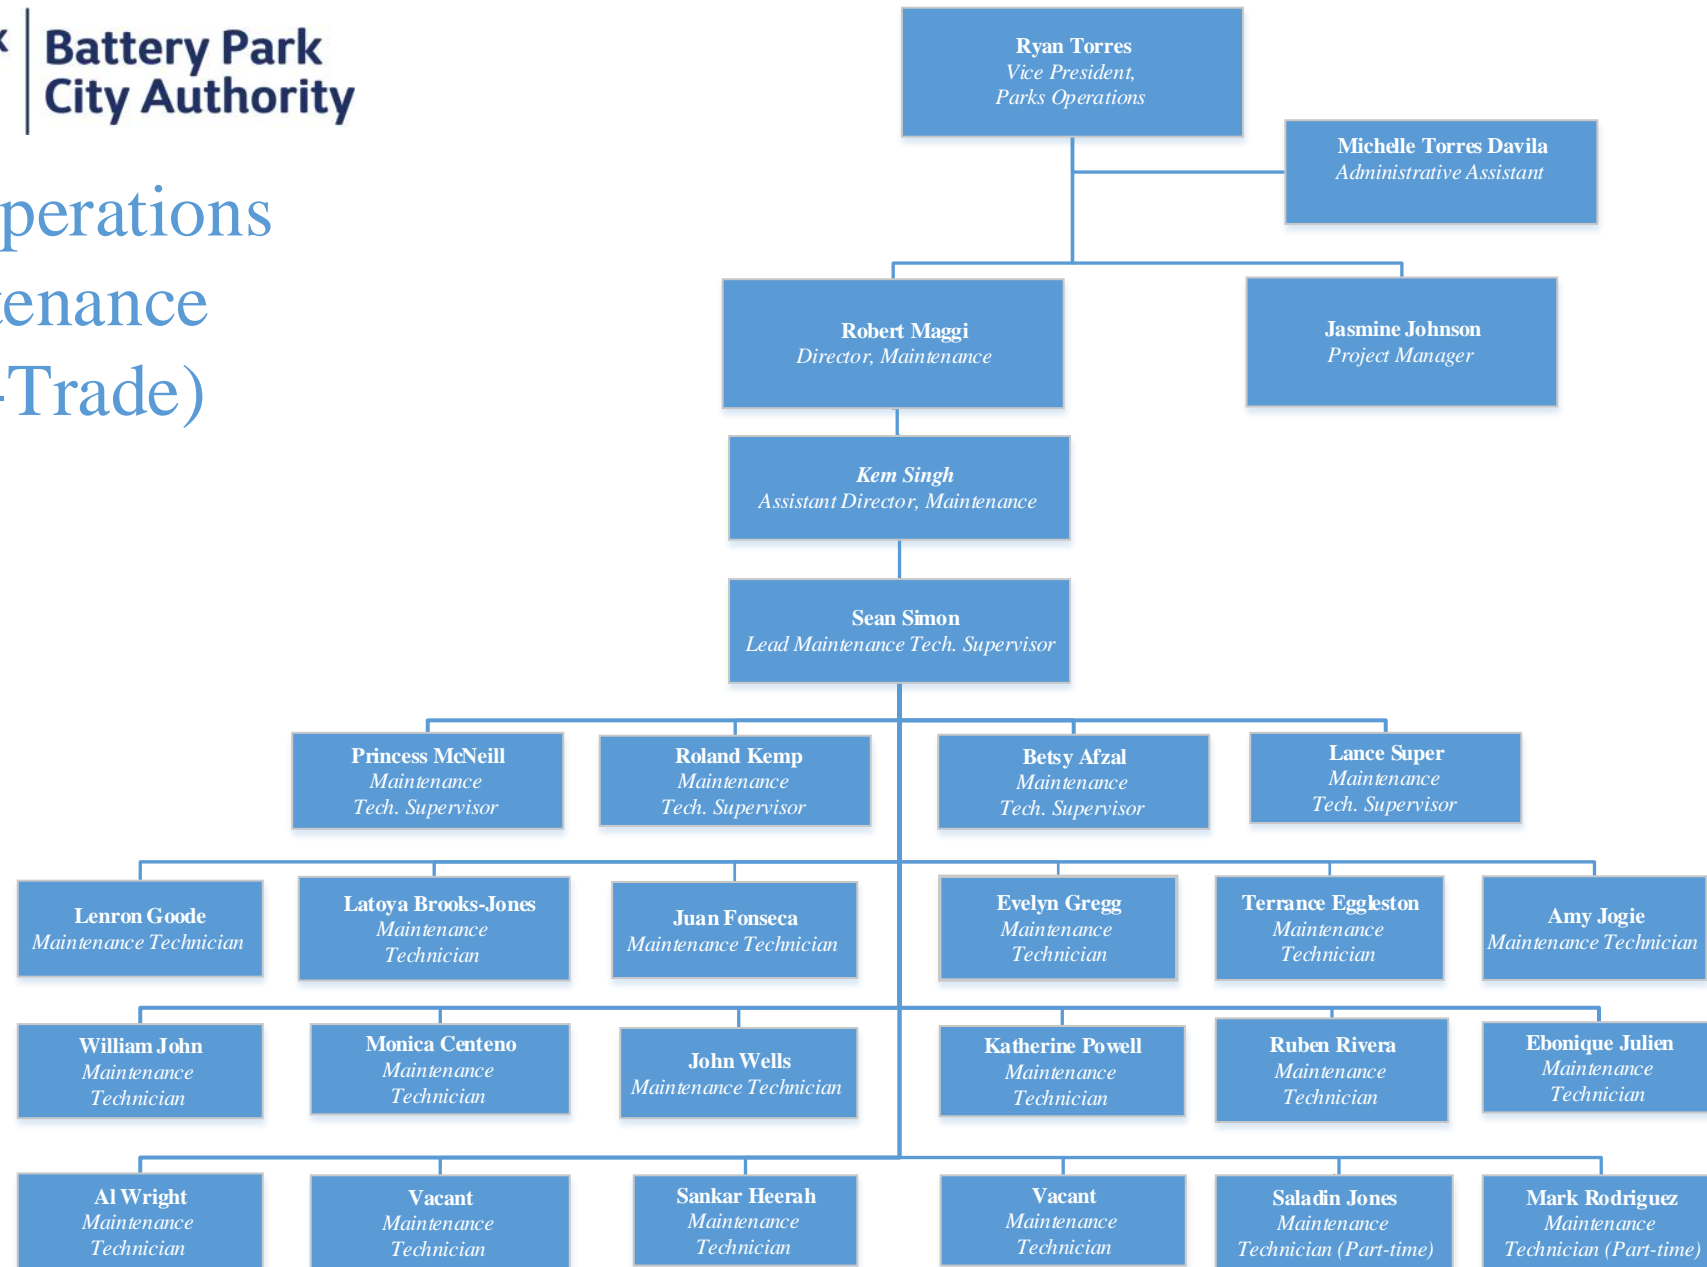 Battery Park
City Authority
perations
tenance
-Trade)
Ryan Torres
Vice President,
Parks Operations
Michelle Torres Davila
Administrative Assistant
Robert Maggi
Director, Maintenance
Jasmine Johnson
Project Manager
Kem Singh
Assistant Director, Maintenance
Sean Simon
Lead Maintenance Tech. Supervisor
Princess McNeill
Maintenance
Tech. Supervisor
Roland Kemp
Maintenance
Tech. Supervisor
Betsy Afzal
Maintenance
Tech. Supervisor
Lance Super
Maintenance
Tech. Supervisor
Lenron Goode
Maintenance Technician
Latoya Brooks-Jones
Maintenance
Technician
Juan Fonseca
Maintenance Technician
Evelyn Gregg
Maintenance
Technician
Terrance Eggleston
Maintenance
Technician
Amy Jogie
Maintenance Technician
William John
Maintenance
Technician
Monica Centeno
Maintenance
Technician
John Wells
Maintenance Technician
Katherine Powell
Maintenance
Technician
Ruben Rivera
Maintenance
Technician
Ebonique Julien
Maintenance
Technician
Al Wright
Maintenance
Technician
Vacant
Maintenance
Technician
Sankar Heerah
Maintenance
Technician
Vacant
Maintenance
Technician
Saladin Jones
Maintenance
Technician (Part-time)
Mark Rodriguez
Maintenance
Technician (Part-time)